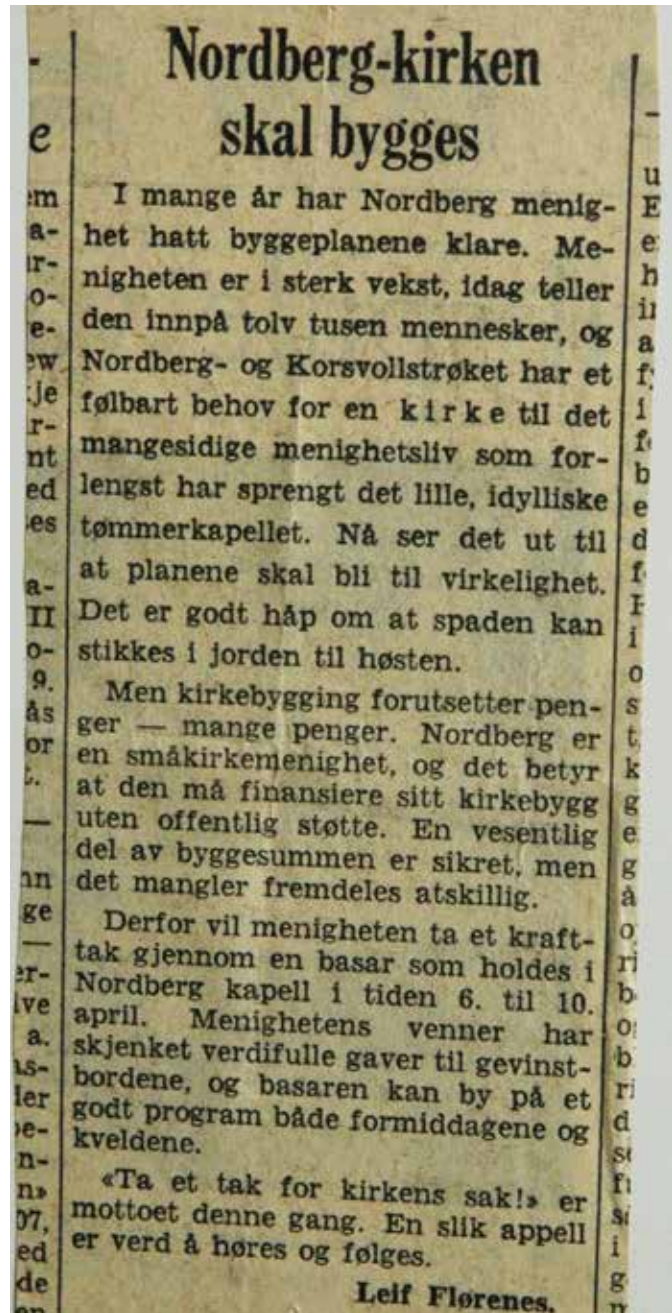 Nordberg-kirken
skal bygges
I mange år har Nordberg menig-
het hatt byggeplanene klare. Me-
nigheten er i sterk vekst, idag teller
den innpå tolv tusen mennesker, og
Nordberg- og Korsvollstrøket har et
følbart behov for en kirke til det
mangesidige menighetsliv som for-
lengst har sprengt det lille, idylliske
tømmerkapellet. Nå ser det ut til
at planene skal bli til virkelighet.
Det er godt håp om at spaden kan
stikkes i jorden til høsten.
Men kirkebygging forutsetter pen-
ger — mange penger. Nordberg er
en småkirkemenighet, og det betyr
at den må finansiere sitt kirkebygg
uten offentlig støtte. En vesentlig
del av byggesummen er sikret, men
det mangler fremdeles atskillig.
Derfor vil menigheten ta et kraft-
tak gjennom en basar som holdes i
Nordberg kapell i tiden 6. til 10.
april. Menighetens venner har
skjenket verdifulle gaver til gevinst-
bordene, og basaren kan by på et
godt program både formiddagene og
kveldene.
«Ta et tak for kirkens sak!» er
mottoet denne gang. En slik appell
er verd å høres og følges.
Leif Flørenes.